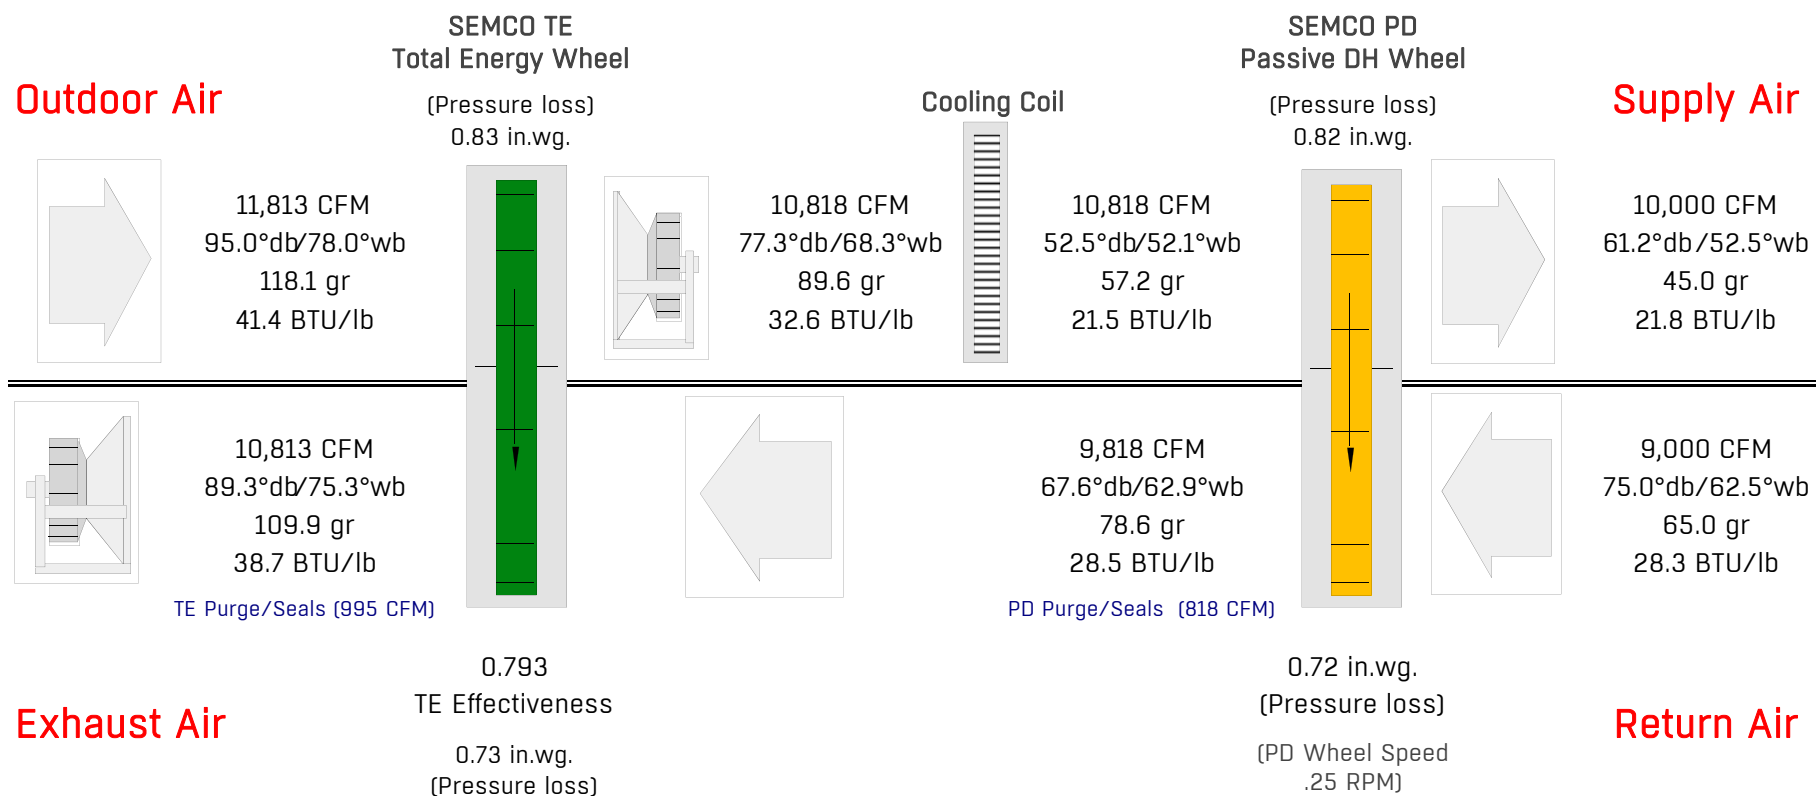 SEMCO TE
Total Energy Wheel
SEMCO PD
Passive DH Wheel
Outdoor Air
(Pressure loss)
0.83 in.wg.
Cooling Coil
(Pressure loss)
0.82 in.wg.
Supply Air
11,813 CFM
95.0°db/78.0°wb
118.1 gr
41.4 BTU/lb
10,818 CFM
77.3°db/68.3°wb
89.6 gr
32.6 BTU/lb
10,818 CFM
52.5°db/52.1°wb
57.2 gr
21.5 BTU/lb
10,000 CFM
61.2°db/52.5°wb
45.0 gr
21.8 BTU/lb
10,813 CFM
89.3°db/75.3°wb
109.9 gr
38.7 BTU/lb
TE Purge/Seals (995 CFM)
9,818 CFM
67.6°db/62.9°wb
78.6 gr
28.5 BTU/lb
PD Purge/Seals (818 CFM)
9,000 CFM
75.0°db/62.5°wb
65.0 gr
28.3 BTU/lb
Exhaust Air
0.793
TE Effectiveness
0.73 in.wg.
(Pressure loss)
0.72 in.wg.
(Pressure loss)
(PD Wheel Speed
.25 RPM)
Return Air